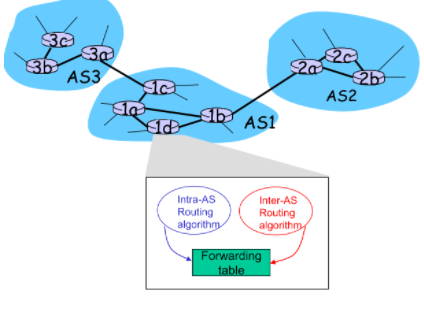 3c
3a
3b
AS3
1c
1a
1d
1b
AS1
2c
2a
2b
AS2
Intra-AS
Routing
algorithm
Inter-AS
Routing
algorithm
Forwarding
table